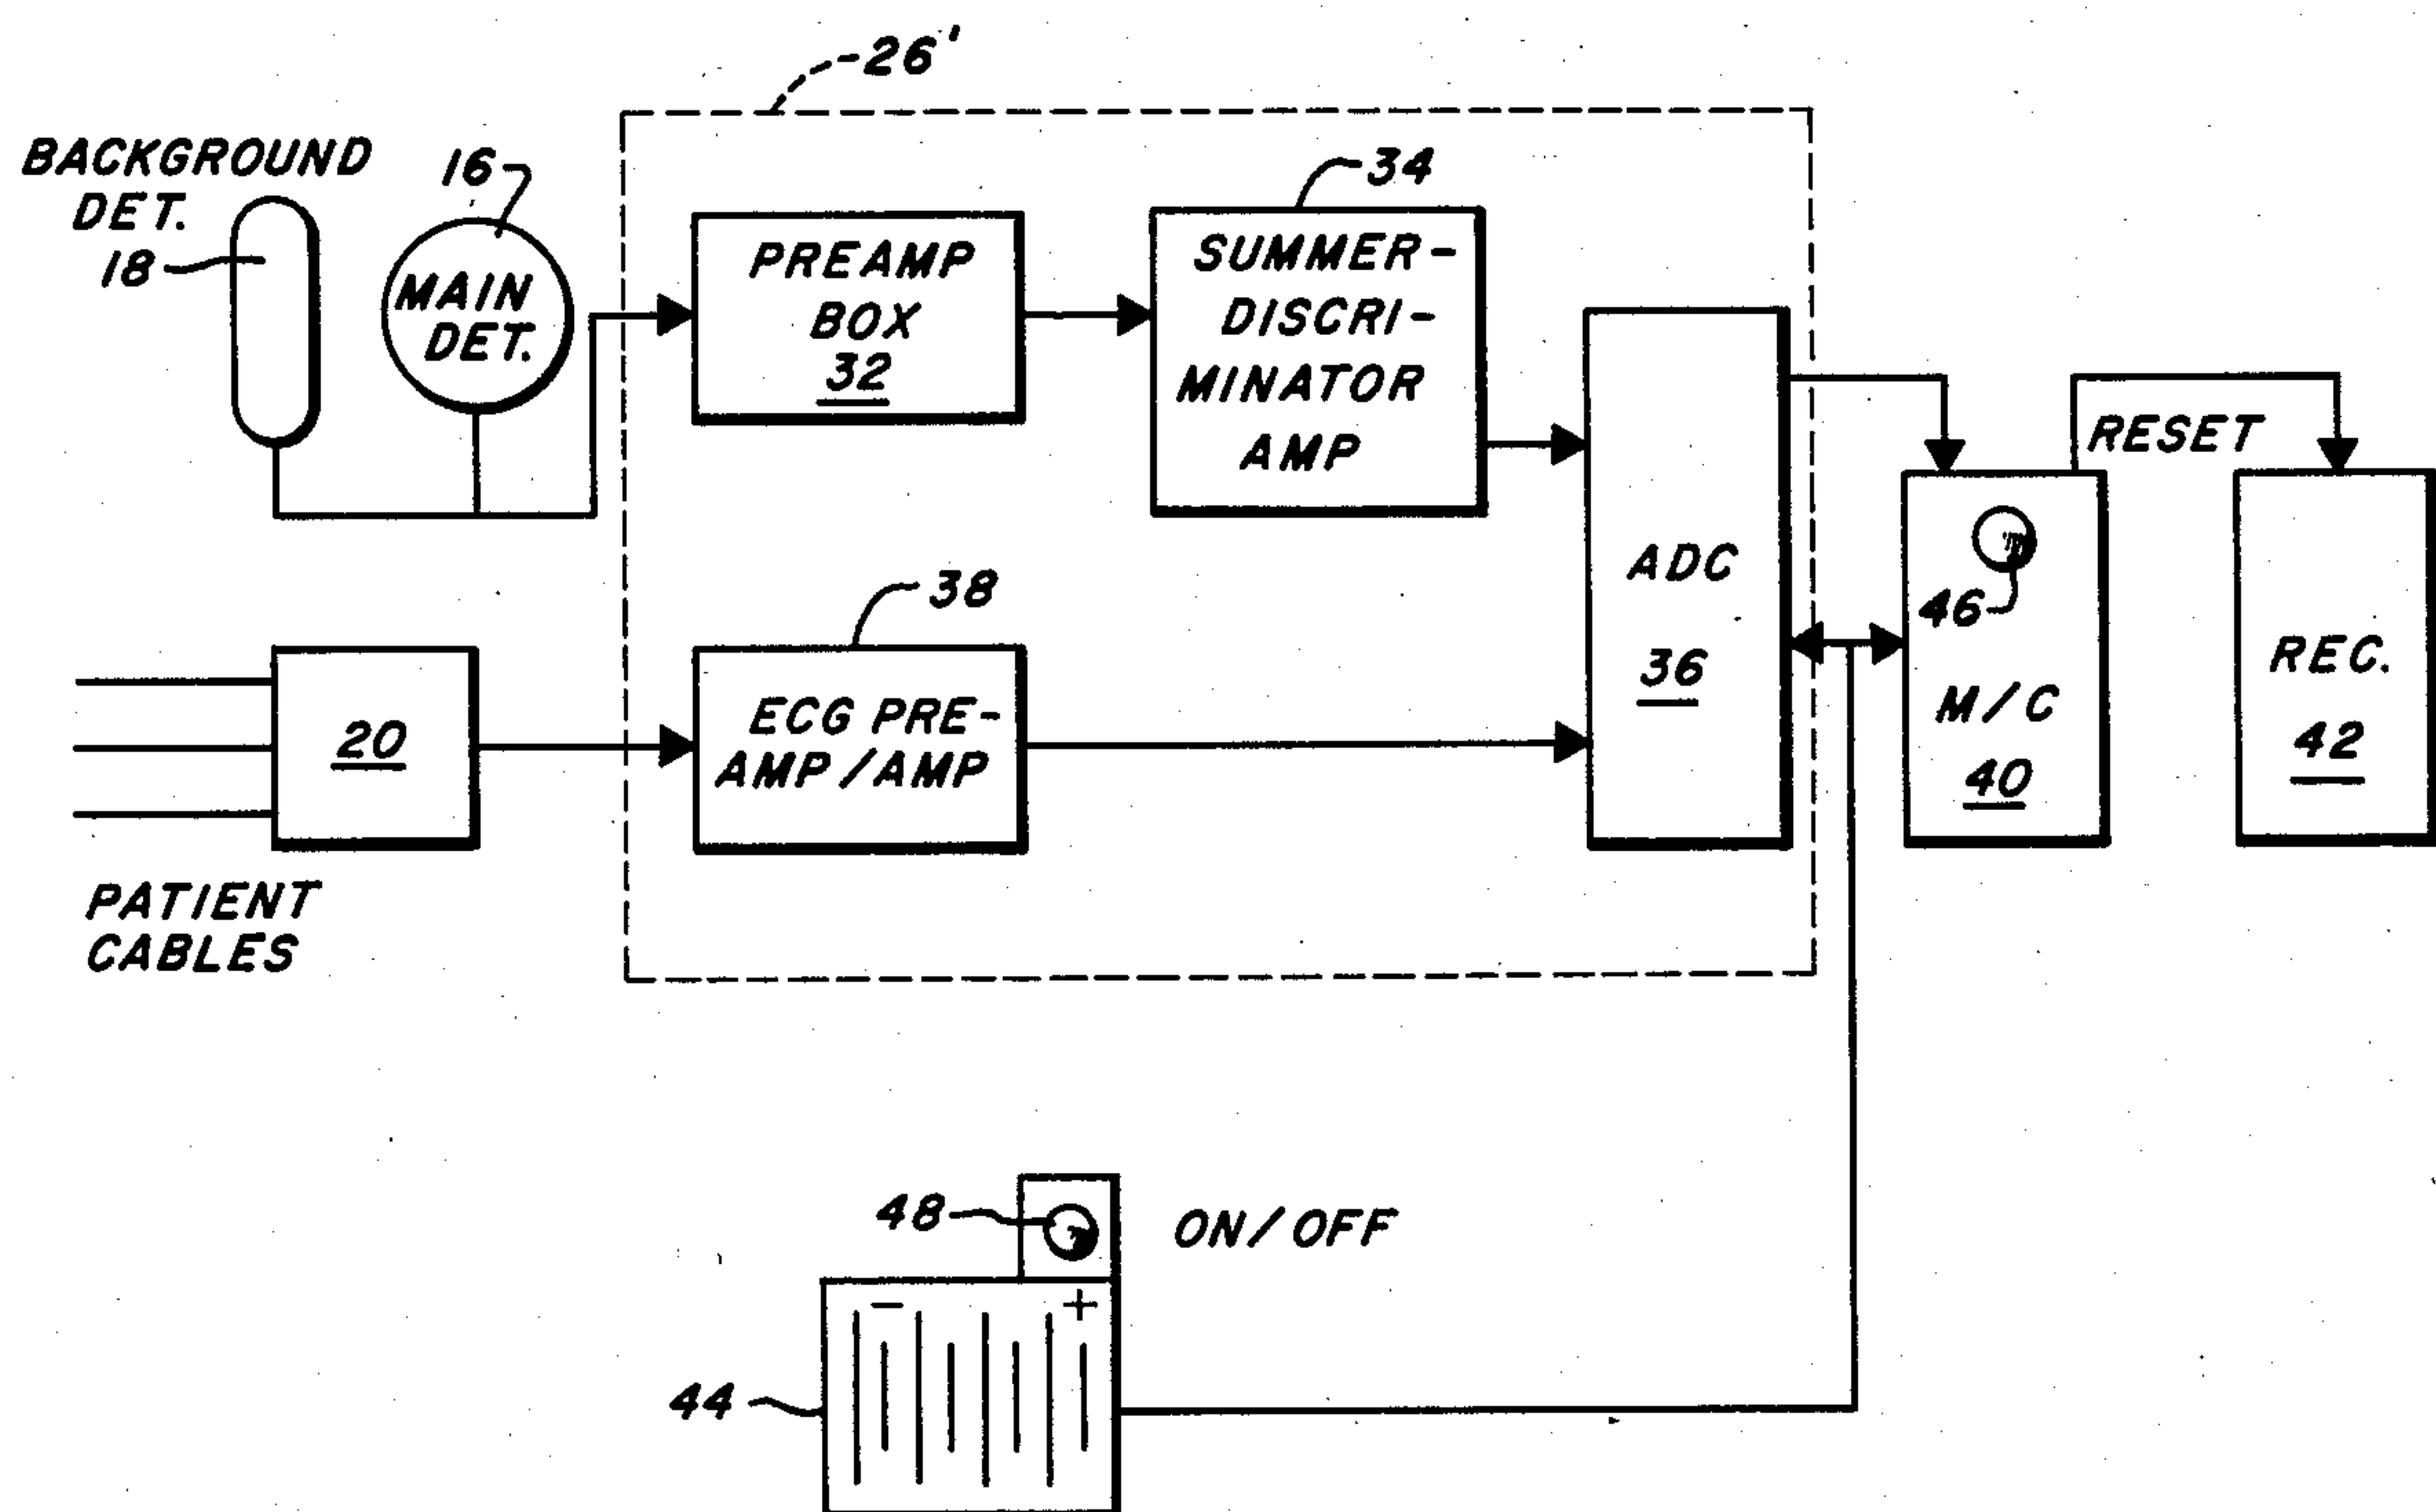 26'
BACKGROUND
DET.
18
16
MAIN
DET.
PREAMP
BOX
32
34
SUMMER-
DISCRI-
MINATOR
AMP
ADC
36
RESET
46
M/C
40
REC.
42
20
PATIENT
CABLES
38
ECG PRE-
AMP/AMP
48
ON/OFF
- +
44